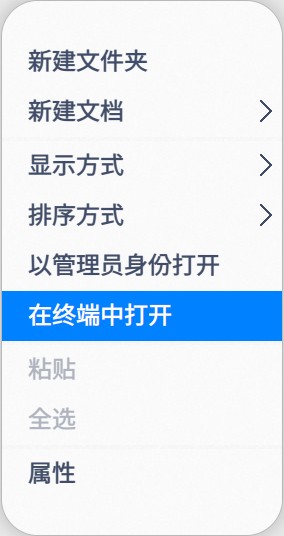 新建文件夹
新建文档
显示方式
排序方式
以管理员身份打开
在终端中打开
粘贴
全选
属性